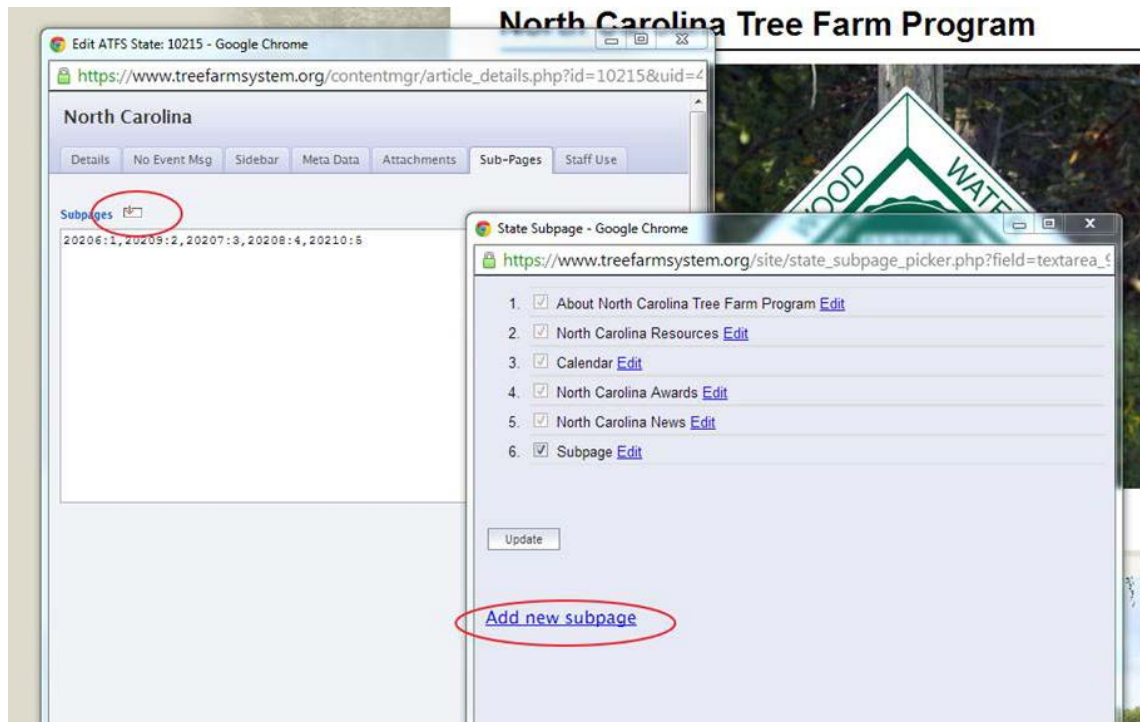 North Carolina Tree Farm Program
Edit ATFS State: 10215 - Google Chrome
https://www.treefarmsystem.org/contentmgr/article_details.php?id=10215&uid=4
North Carolina
Details
No Event Msg
Sidebar
Meta Data
Attachments
Sub-Pages
Staff Use
Subpages
20206:1,20209:2,20207:3,20208:4,20210:5
WOOD
WATE
State Subpage - Google Chrome
https://www.treefarmsystem.org/site/state_subpage_picker.php?field=textarea_9
1. About North Carolina Tree Farm Program Edit
2. North Carolina Resources Edit
3. Calendar Edit
4. North Carolina Awards Edit
5. North Carolina News Edit
6. Subpage Edit
Update
Add new subpage